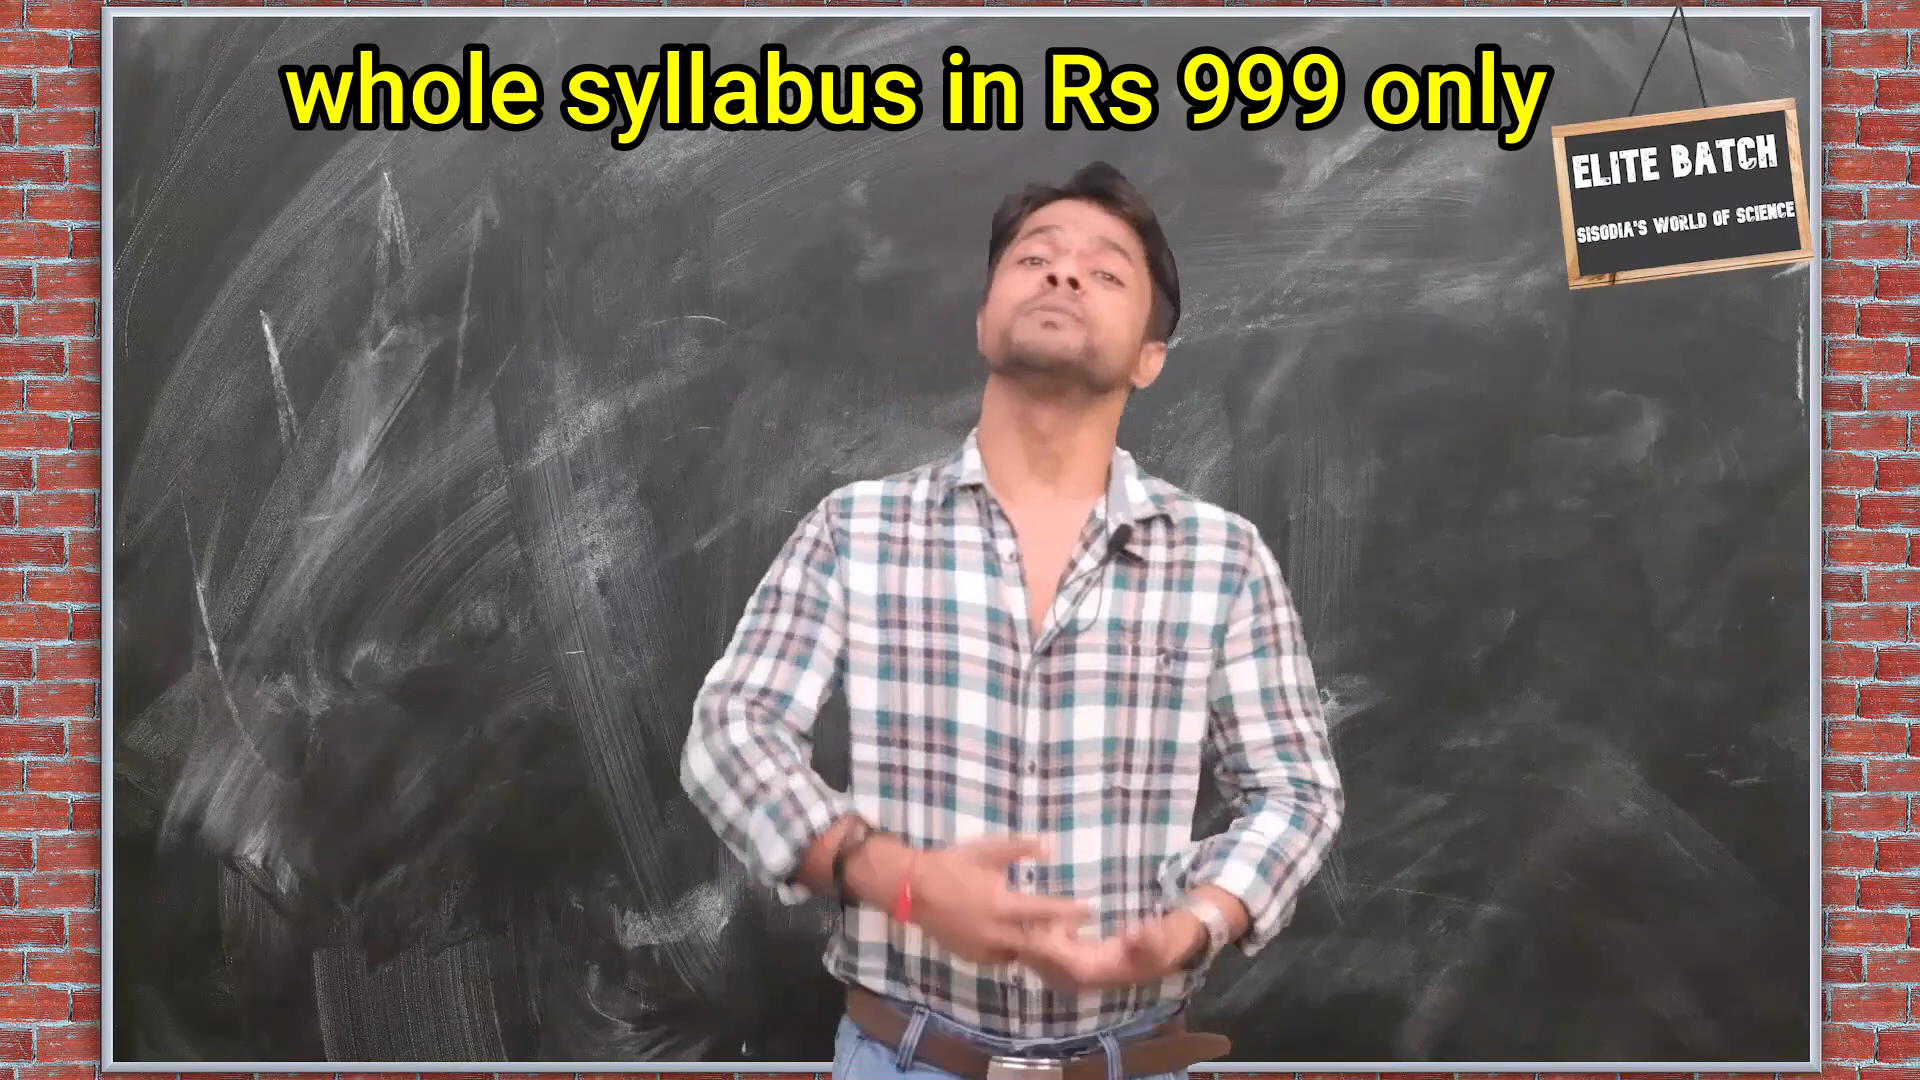 whole syllabus in Rs 999 only
ELITE BATCH
SISODIA'S WORLD OF SCIENCE